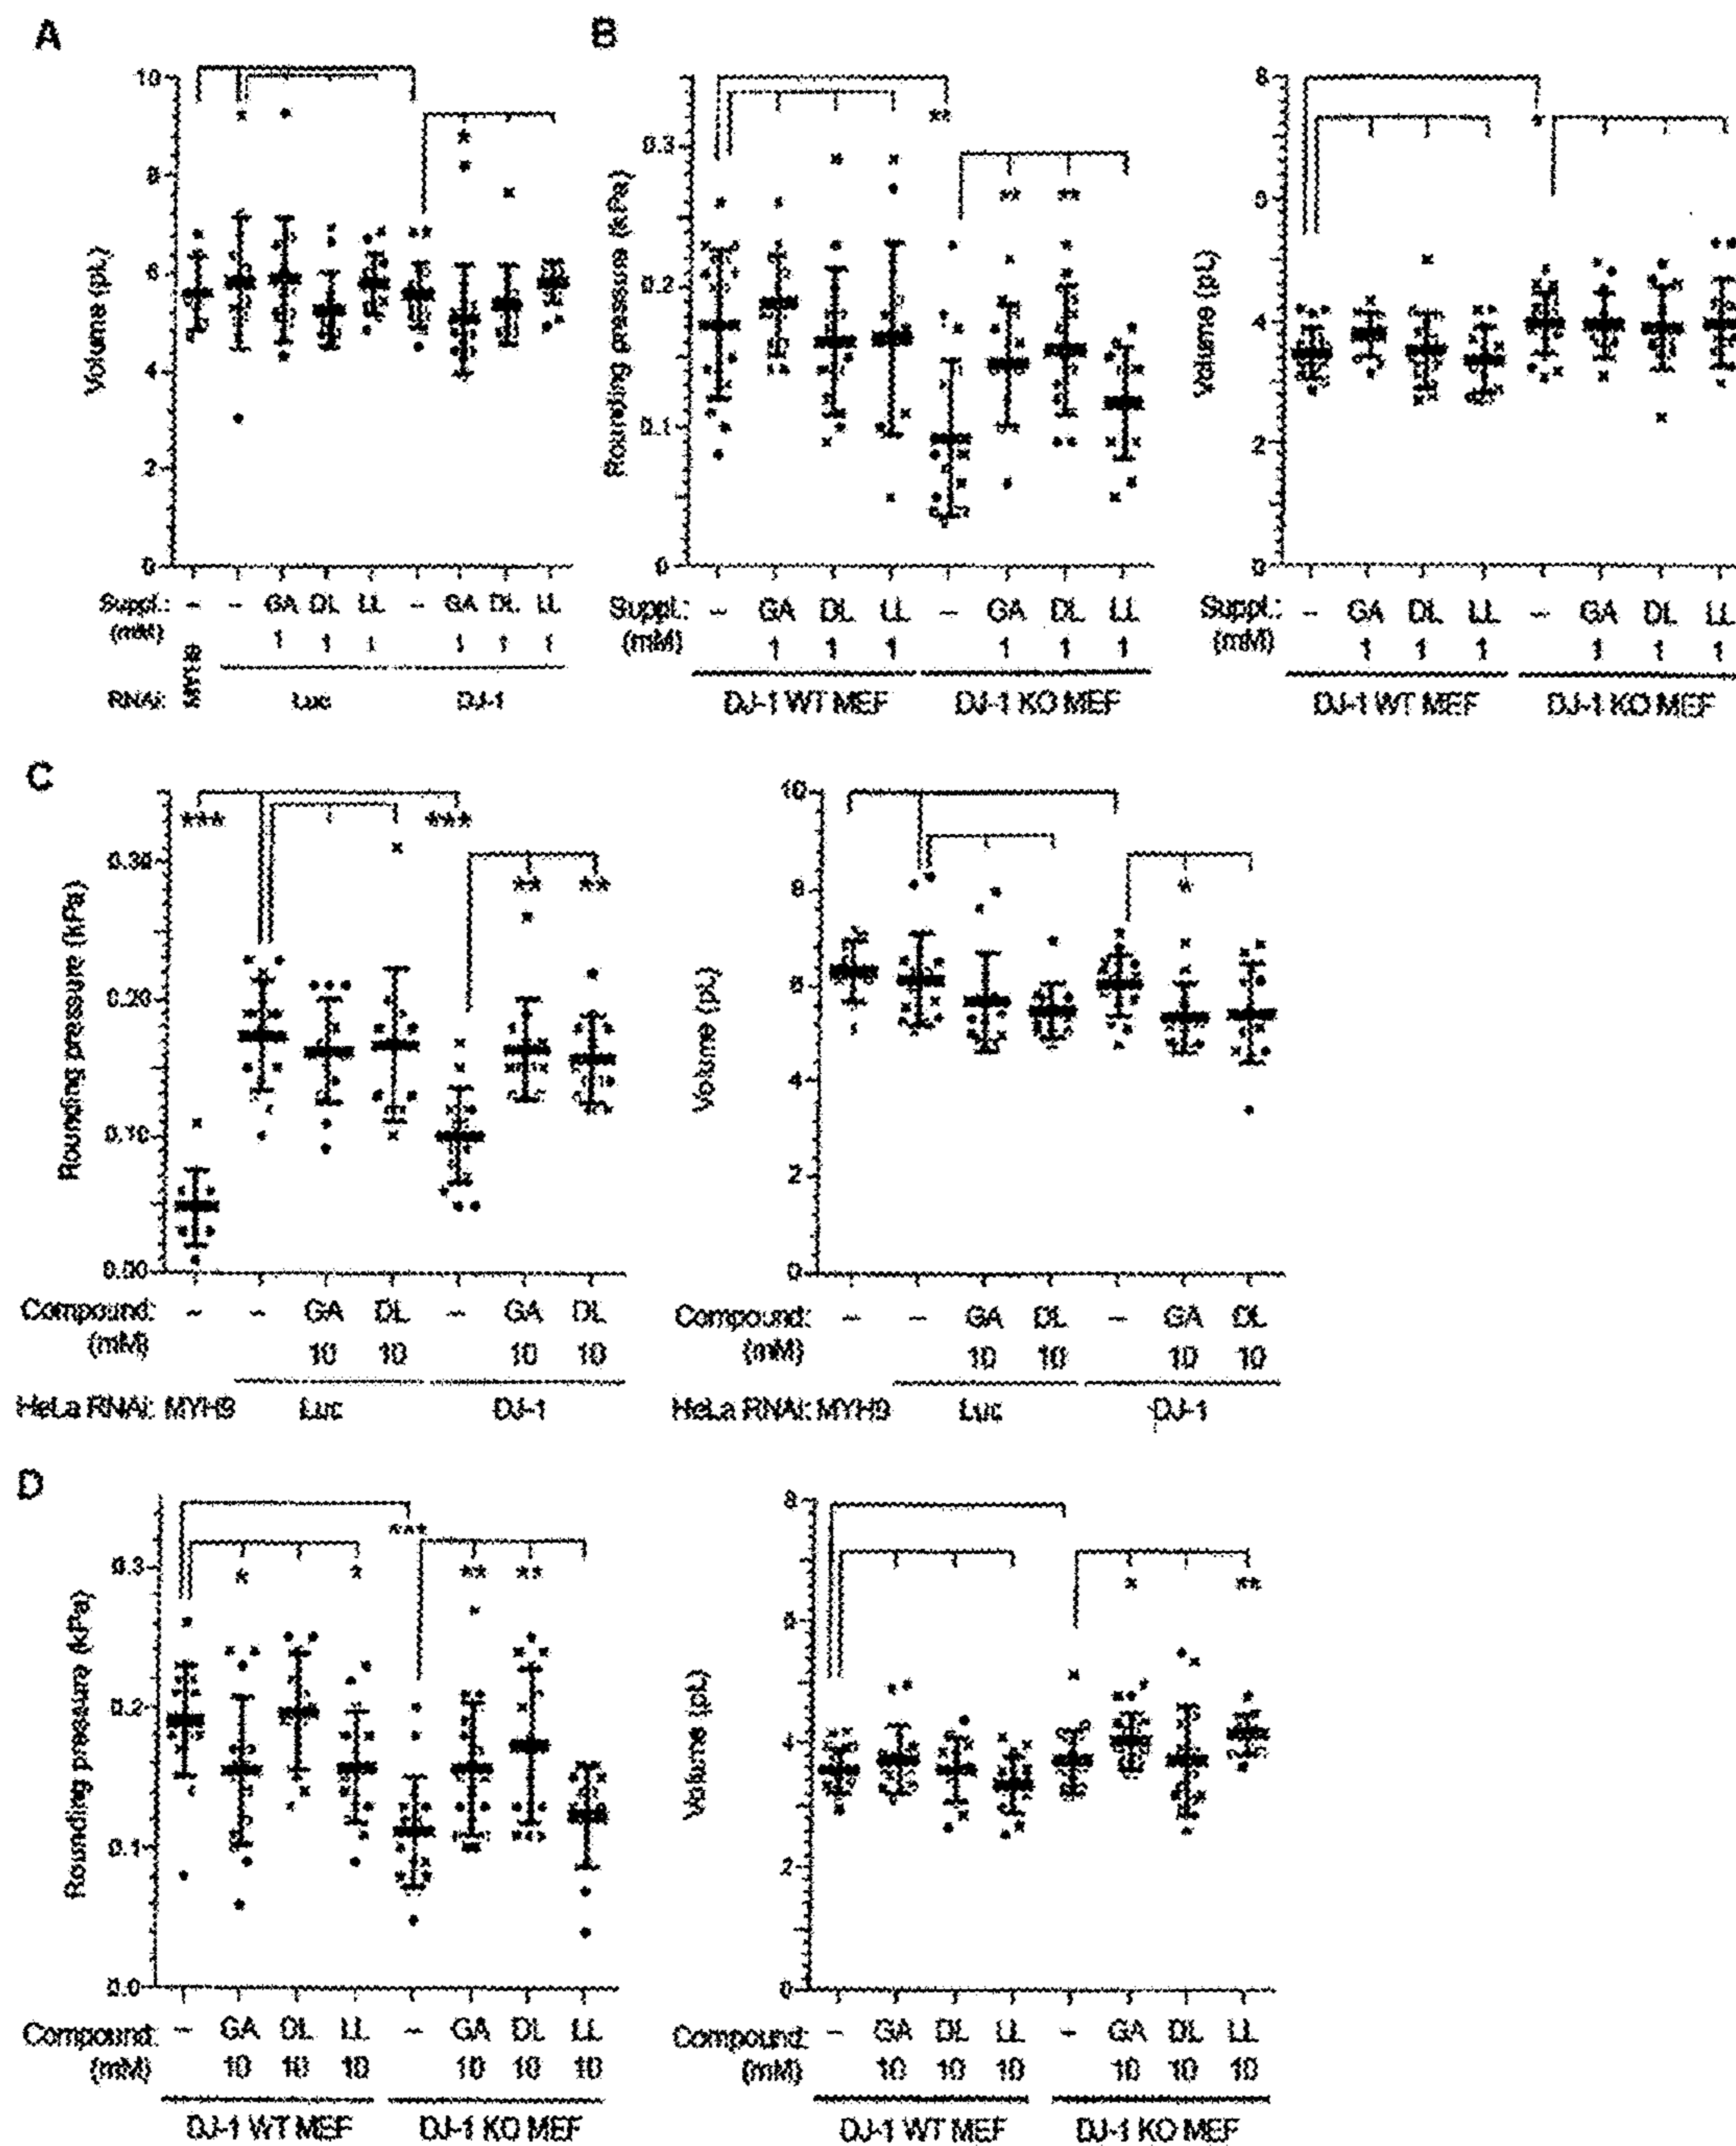 A
B
10
8
6
4
2
0
Volume (pL)
Suppl.: – – GA DL LL – GA DL LL
(mM) 1 1 1 1 1 1
RNAi: Luc DJ-1
0.3
0.2
0.1
0
Rounding pressure (kPa)
** ** **
Suppl.: – GA DL LL – GA DL LL
(mM) 1 1 1 1 1 1
DJ-1 WT MEF DJ-1 KO MEF
8
6
4
2
0
Volume (pL)
*
Suppl.: – GA DL LL – GA DL LL
(mM) 1 1 1 1 1 1
DJ-1 WT MEF DJ-1 KO MEF
C
0.30
0.20
0.10
0.00
Rounding pressure (kPa)
*** *** ** **
Compound: – – GA DL – GA DL
(mM) 10 10 10 10
HeLa RNAi: MYH9 Luc DJ-1
10
8
6
4
2
0
Volume (pL)
*
Compound: – – GA DL – GA DL
(mM) 10 10 10 10
HeLa RNAi: MYH9 Luc DJ-1
D
0.3
0.2
0.1
0.0
Rounding pressure (kPa)
* * *** ** **
Compound: – GA DL LL – GA DL LL
(mM) 10 10 10 10 10 10
DJ-1 WT MEF DJ-1 KO MEF
8
6
4
2
0
Volume (pL)
* **
Compound: – GA DL LL – GA DL LL
(mM) 10 10 10 10 10 10
DJ-1 WT MEF DJ-1 KO MEF